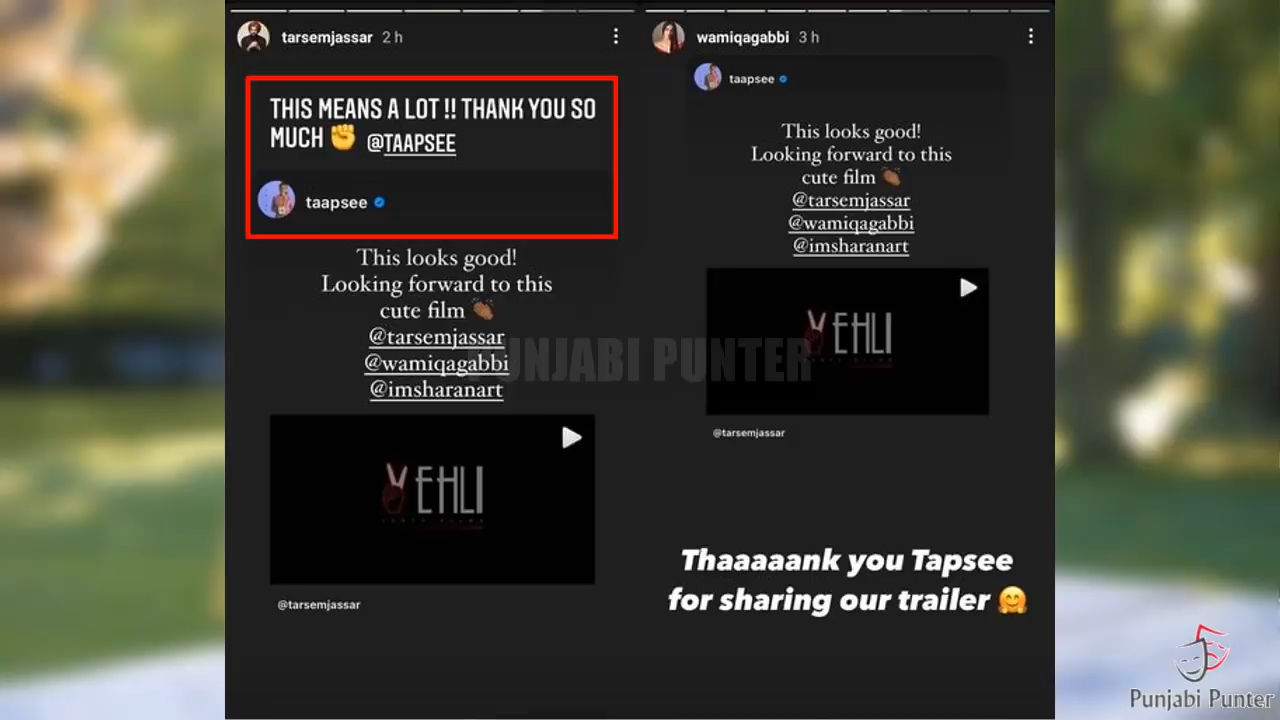 tarsemjassar 2 h
THIS MEANS A LOT !! THANK YOU SO
MUCH ✊ @TAAPSEE
taapsee
This looks good!
Looking forward to this
cute film 👏🏾
@tarsemjassar
@wamiqagabbi
@imsharanart
VEHLI
@tarsemjassar
wamiqagabbi 3 h
taapsee
This looks good!
Looking forward to this
cute film 👏🏾
@tarsemjassar
@wamiqagabbi
@imsharanart
VEHLI
@tarsemjassar
Thaaaaank you Tapsee
for sharing our trailer 🤗
PUNJABI PUNTER
Punjabi Punter